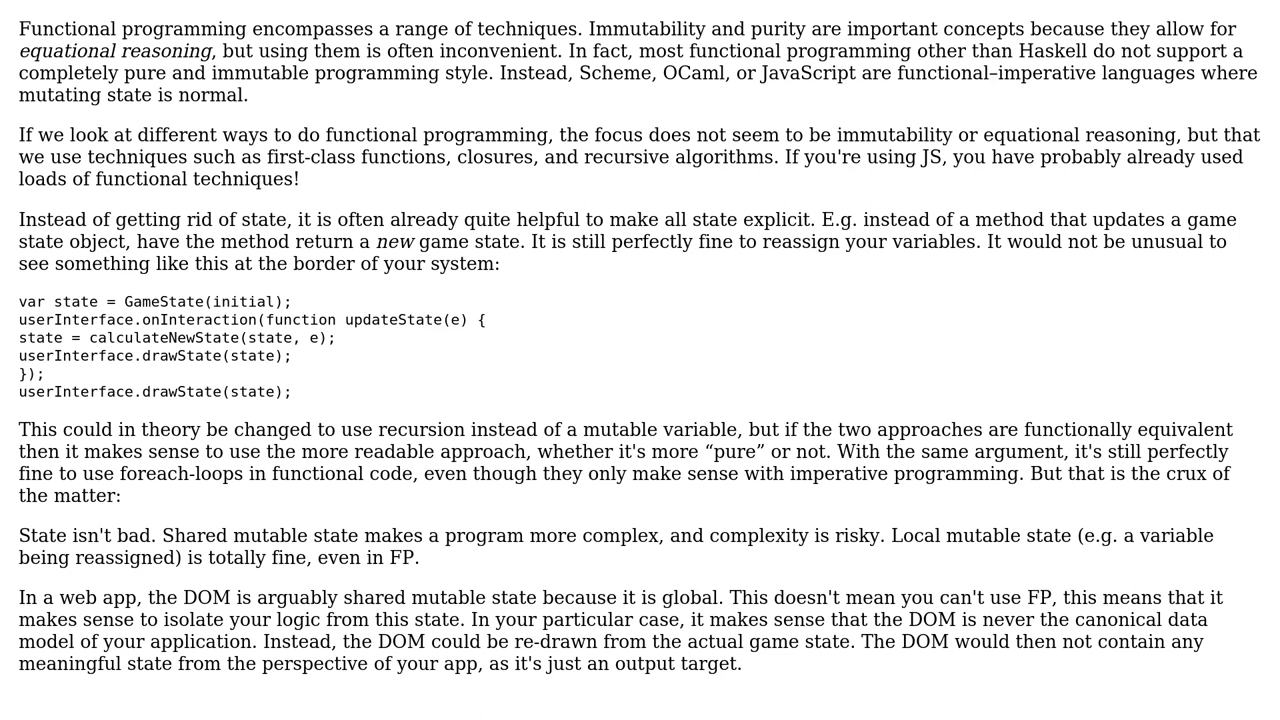 Functional programming encompasses a range of techniques. Immutability and purity are important concepts because they allow for
equational reasoning, but using them is often inconvenient. In fact, most functional programming other than Haskell do not support a
completely pure and immutable programming style. Instead, Scheme, OCaml, or JavaScript are functional–imperative languages where
mutating state is normal.
If we look at different ways to do functional programming, the focus does not seem to be immutability or equational reasoning, but that
we use techniques such as first-class functions, closures, and recursive algorithms. If you're using JS, you have probably already used
loads of functional techniques!
Instead of getting rid of state, it is often already quite helpful to make all state explicit. E.g. instead of a method that updates a game
state object, have the method return a new game state. It is still perfectly fine to reassign your variables. It would not be unusual to
see something like this at the border of your system:
var state = GameState(initial);
userInterface.onInteraction(function updateState(e) {
state = calculateNewState(state, e);
userInterface.drawState(state);
});
userInterface.drawState(state);
This could in theory be changed to use recursion instead of a mutable variable, but if the two approaches are functionally equivalent
then it makes sense to use the more readable approach, whether it's more “pure” or not. With the same argument, it's still perfectly
fine to use foreach-loops in functional code, even though they only make sense with imperative programming. But that is the crux of
the matter:
State isn't bad. Shared mutable state makes a program more complex, and complexity is risky. Local mutable state (e.g. a variable
being reassigned) is totally fine, even in FP.
In a web app, the DOM is arguably shared mutable state because it is global. This doesn't mean you can't use FP, this means that it
makes sense to isolate your logic from this state. In your particular case, it makes sense that the DOM is never the canonical data
model of your application. Instead, the DOM could be re-drawn from the actual game state. The DOM would then not contain any
meaningful state from the perspective of your app, as it's just an output target.